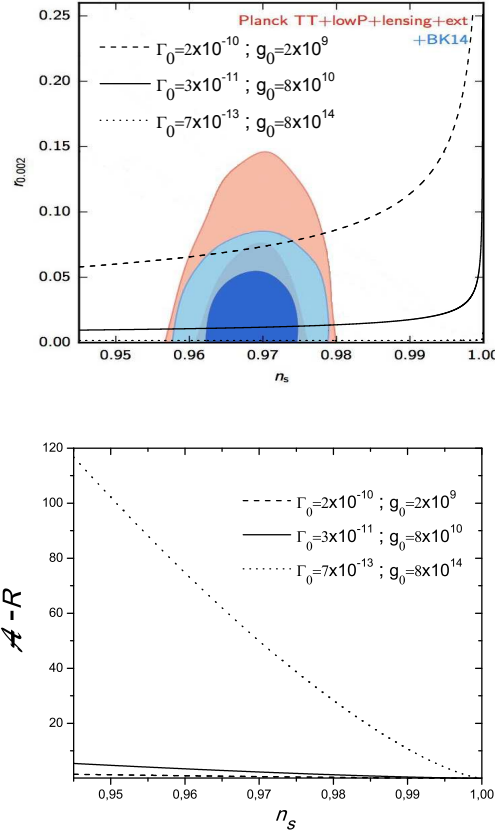 Planck TT+lowP+lensing+ext
+BK14
Γ₀=2x10⁻¹⁰ ; g₀=2x10⁹
Γ₀=3x10⁻¹¹ ; g₀=8x10¹⁰
Γ₀=7x10⁻¹³ ; g₀=8x10¹⁴
0.25
0.20
0.15
0.10
0.05
0.00
r₀.₀₀₂
0.95 0.96 0.97 0.98 0.99 1.00
nₛ
120
100
80
60
40
20
Γ₀=2x10⁻¹⁰ ; g₀=2x10⁹
Γ₀=3x10⁻¹¹ ; g₀=8x10¹⁰
Γ₀=7x10⁻¹³ ; g₀=8x10¹⁴
𝒜 - R
0,95 0,96 0,97 0,98 0,99 1,00
nₛ